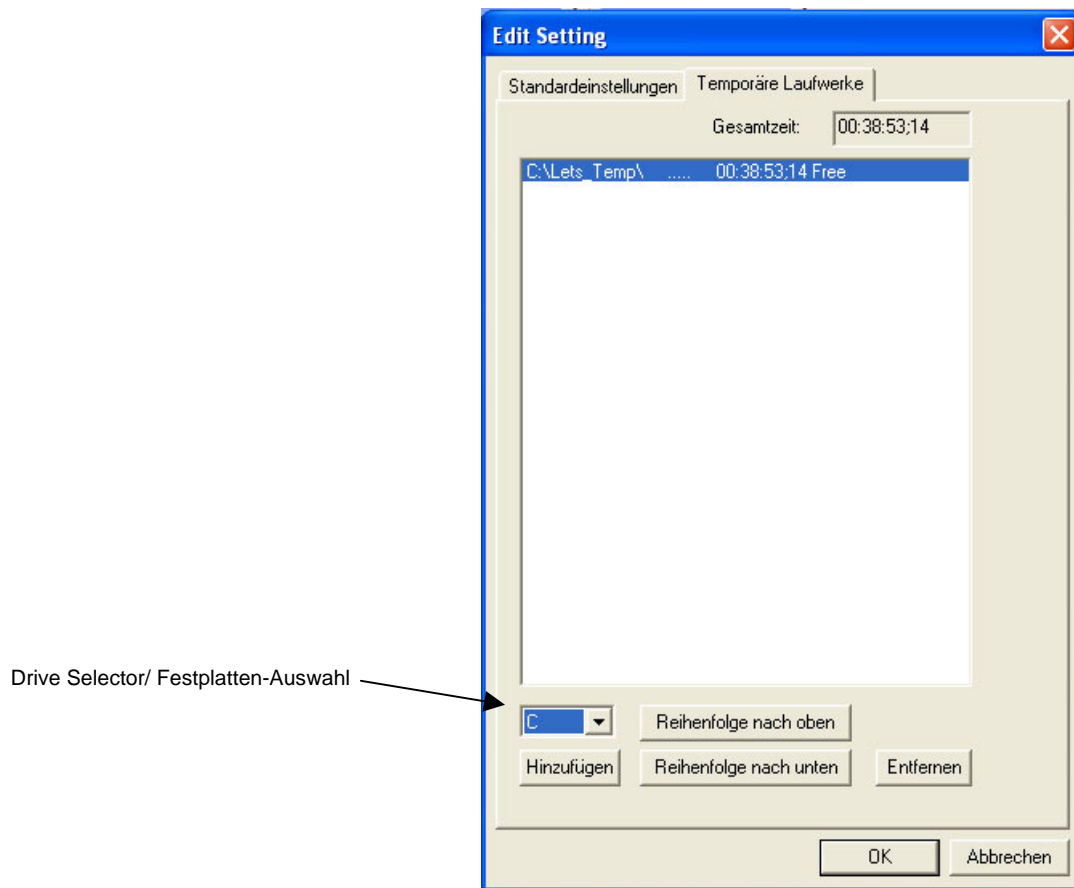 Edit Setting
Standardeinstellungen Temporäre Laufwerke
Gesamtzeit: 00:38:53;14
C:\Lets_Temp\ ..... 00:38:53;14 Free
Drive Selector/ Festplatten-Auswahl
C Reihenfolge nach oben
Hinzufügen Reihenfolge nach unten Entfernen
OK Abbrechen